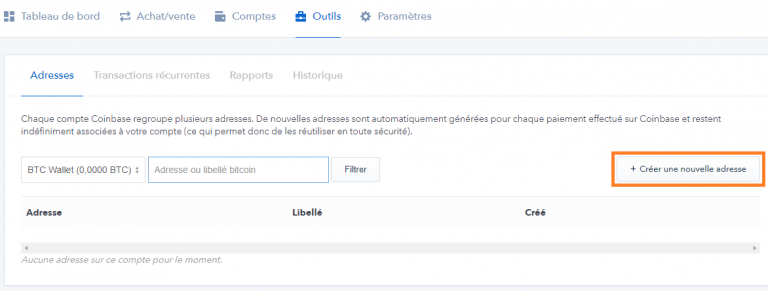 Tableau de bord Achat/vente Comptes Outils Paramètres
Adresses Transactions récurrentes Rapports Historique
Chaque compte Coinbase regroupe plusieurs adresses. De nouvelles adresses sont automatiquement générées pour chaque paiement effectué sur Coinbase et restent
indéfiniment associées à votre compte (ce qui permet donc de les réutiliser en toute sécurité).
BTC Wallet (0,0000 BTC) Adresse ou libellé bitcoin Filtrer + Créer une nouvelle adresse
Adresse Libellé Créé
Aucune adresse sur ce compte pour le moment.